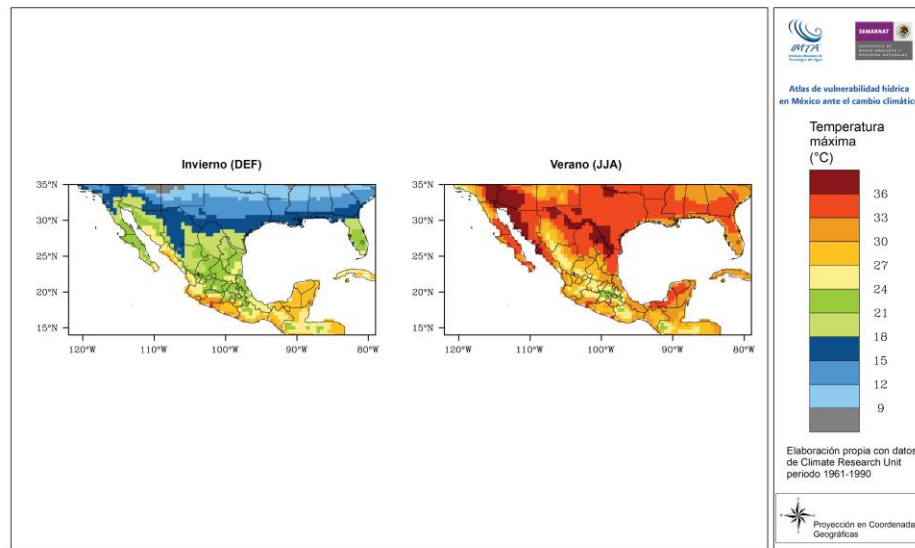 Invierno (DEF)
35°N
30°N
25°N
20°N
15°N
120°W
110°W
100°W
90°W
80°W
Verano (JJA)
35°N
30°N
25°N
20°N
15°N
120°W
110°W
100°W
90°W
80°W
IMTA
SEMARNAT
Atlas de vulnerabilidad hídrica
en México ante el cambio climático
Temperatura
máxima
(°C)
36
33
30
27
24
21
18
15
12
9
Elaboración propia con datos
de Climate Research Unit
periodo 1961-1990
Proyección en Coordenada
Geográficas